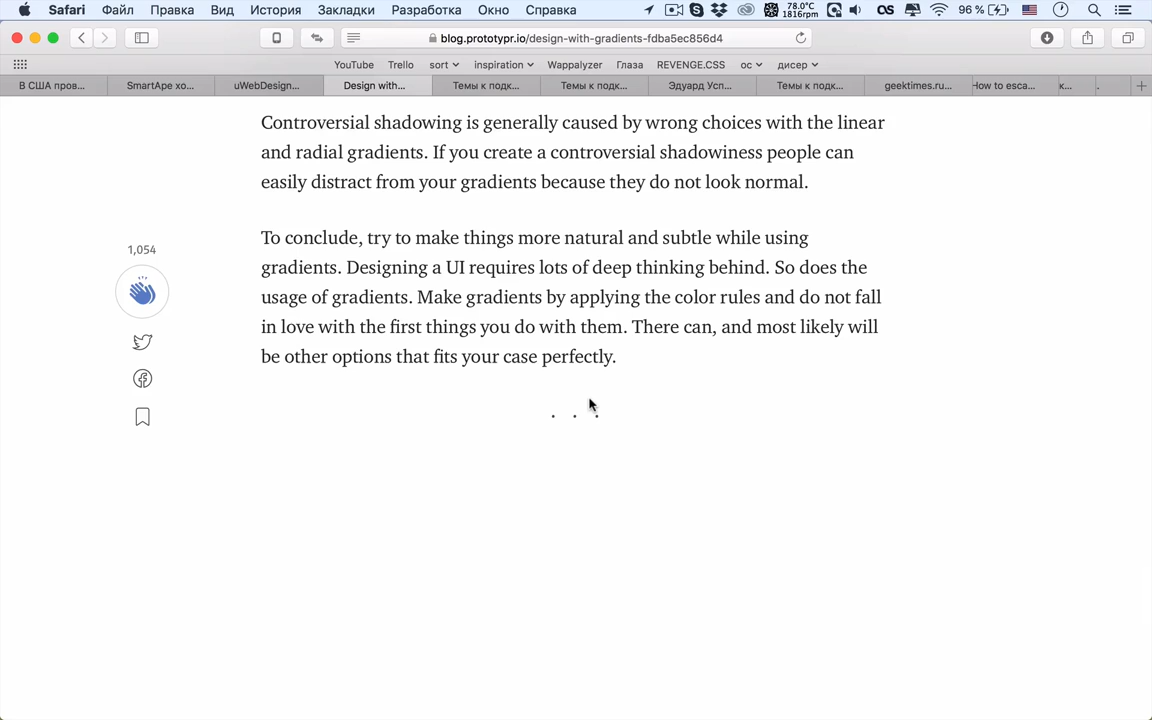 Safari Файл Правка Вид История Закладки Разработка Окно Справка 78.0°C 1816rpm OS 96 %
blog.prototypr.io/design-with-gradients-fdba5ec856d4
YouTube Trello sort inspiration Wappalyzer Глаза REVENGE.CSS ос дисер
В США пров... SmartApe хо... uWebDesign... Design with... Темы к подк... Темы к подк... Эдуард Усп... Темы к подк... geektimes.ru... How to esca... к... .
Controversial shadowing is generally caused by wrong choices with the linear
and radial gradients. If you create a controversial shadowiness people can
easily distract from your gradients because they do not look normal.
To conclude, try to make things more natural and subtle while using
gradients. Designing a UI requires lots of deep thinking behind. So does the
usage of gradients. Make gradients by applying the color rules and do not fall
in love with the first things you do with them. There can, and most likely will
be other options that fits your case perfectly.
1,054
. . .